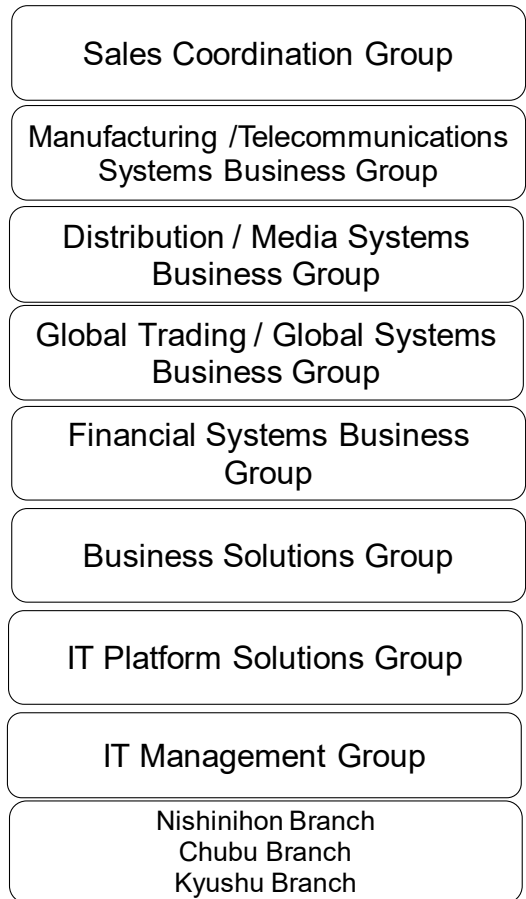 Sales Coordination Group
Manufacturing /Telecommunications
Systems Business Group
Distribution / Media Systems
Business Group
Global Trading / Global Systems
Business Group
Financial Systems Business
Group
Business Solutions Group
IT Platform Solutions Group
IT Management Group
Nishinihon Branch
Chubu Branch
Kyushu Branch